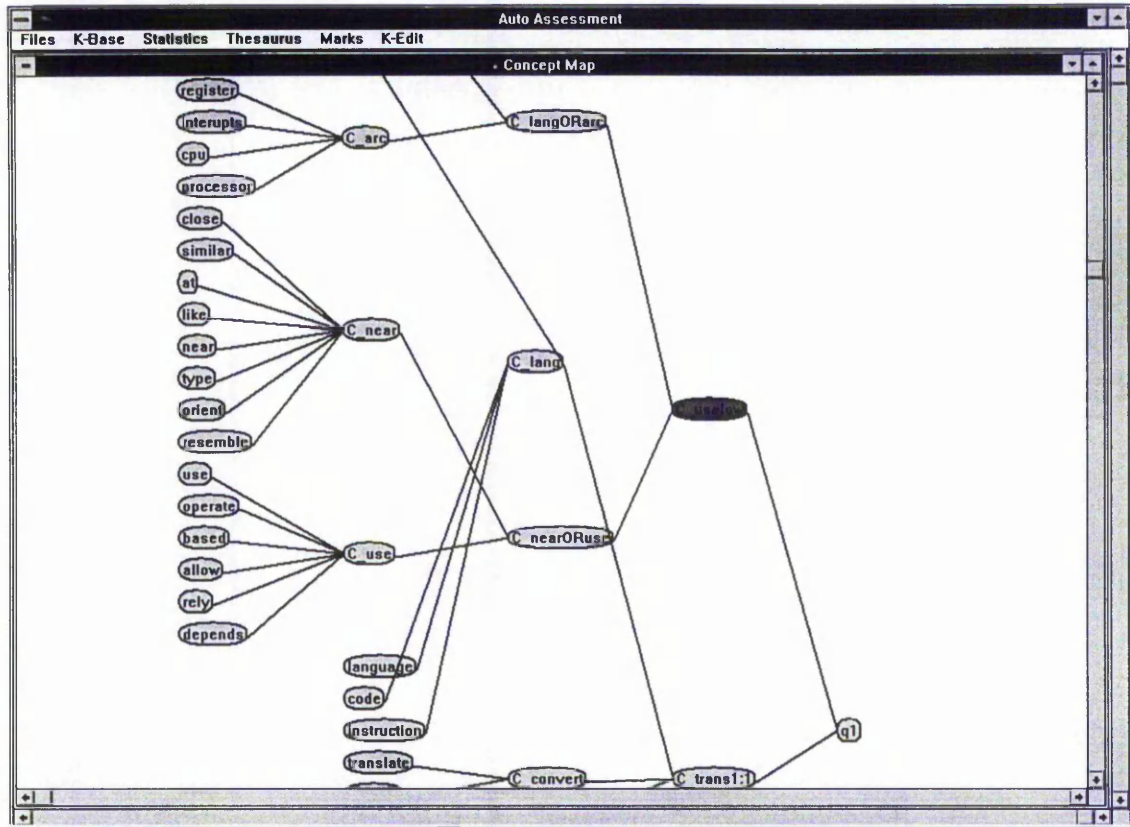 Auto Assessment
Files K-Base Statistics Thesaurus Marks K-Edit
Concept Map
register
Interupts
cpu
processor
C_arc
C_langORarc
close
similar
at
like
near
type
orient
resemble
C_near
C_lang
use
operate
based
allow
rely
depends
C_use
C_nearORuse
language
code
Instruction
translate
C_convert
C_trans1:1
q1